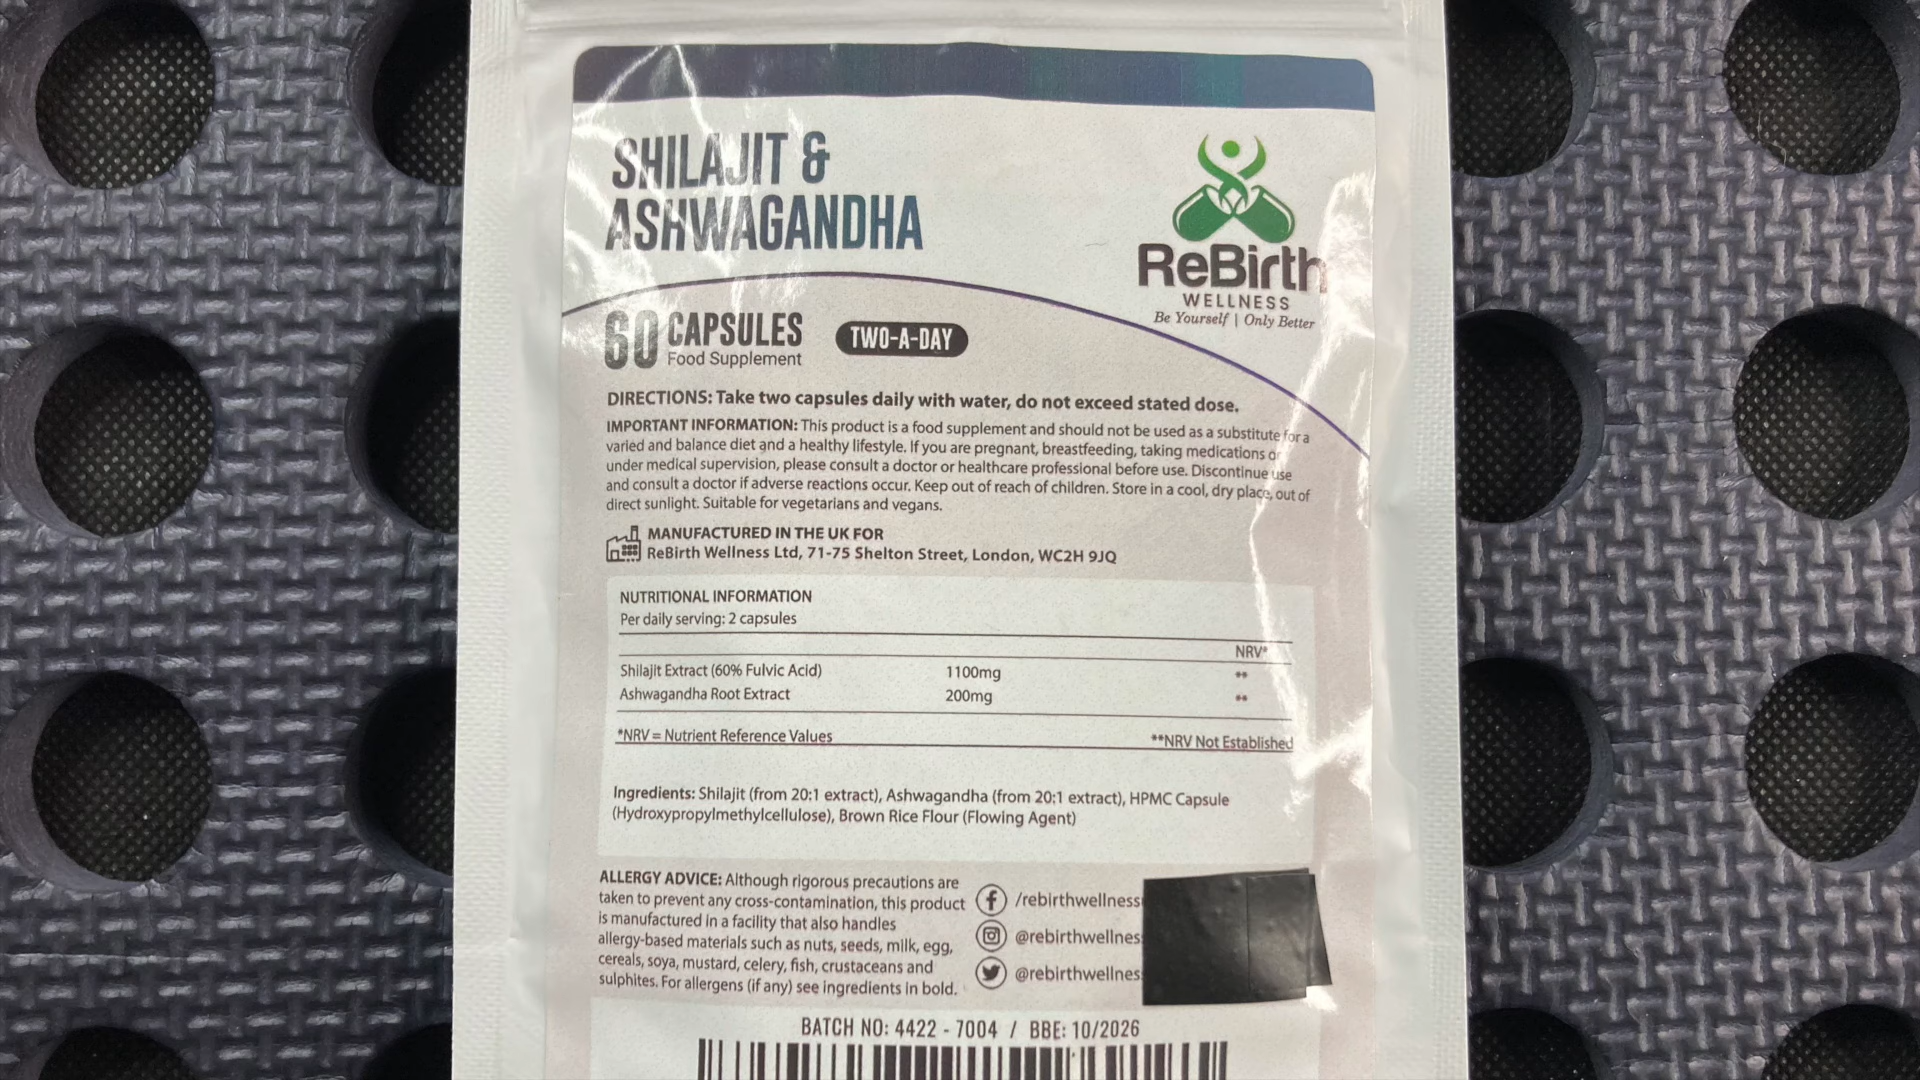 SHILAJIT &
ASHWAGANDHA
ReBirth
WELLNESS
Be Yourself | Only Better
60 CAPSULES
Food Supplement
TWO-A-DAY
DIRECTIONS: Take two capsules daily with water, do not exceed stated dose.
IMPORTANT INFORMATION: This product is a food supplement and should not be used as a substitute for a
varied and balance diet and a healthy lifestyle. If you are pregnant, breastfeeding, taking medications or
under medical supervision, please consult a doctor or healthcare professional before use. Discontinue use
and consult a doctor if adverse reactions occur. Keep out of reach of children. Store in a cool, dry place, out of
direct sunlight. Suitable for vegetarians and vegans.
MANUFACTURED IN THE UK FOR
ReBirth Wellness Ltd, 71-75 Shelton Street, London, WC2H 9JQ
NUTRITIONAL INFORMATION
Per daily serving: 2 capsules
NRV*
Shilajit Extract (60% Fulvic Acid) 1100mg **
Ashwagandha Root Extract 200mg **
*NRV = Nutrient Reference Values **NRV Not Established
Ingredients: Shilajit (from 20:1 extract), Ashwagandha (from 20:1 extract), HPMC Capsule
(Hydroxypropylmethylcellulose), Brown Rice Flour (Flowing Agent)
ALLERGY ADVICE: Although rigorous precautions are
taken to prevent any cross-contamination, this product
is manufactured in a facility that also handles
allergy-based materials such as nuts, seeds, milk, egg,
cereals, soya, mustard, celery, fish, crustaceans and
sulphites. For allergens (if any) see ingredients in bold.
/rebirthwellness
@rebirthwellnes
@rebirthwellnes
BATCH NO: 4422 - 7004 / BBE: 10/2026